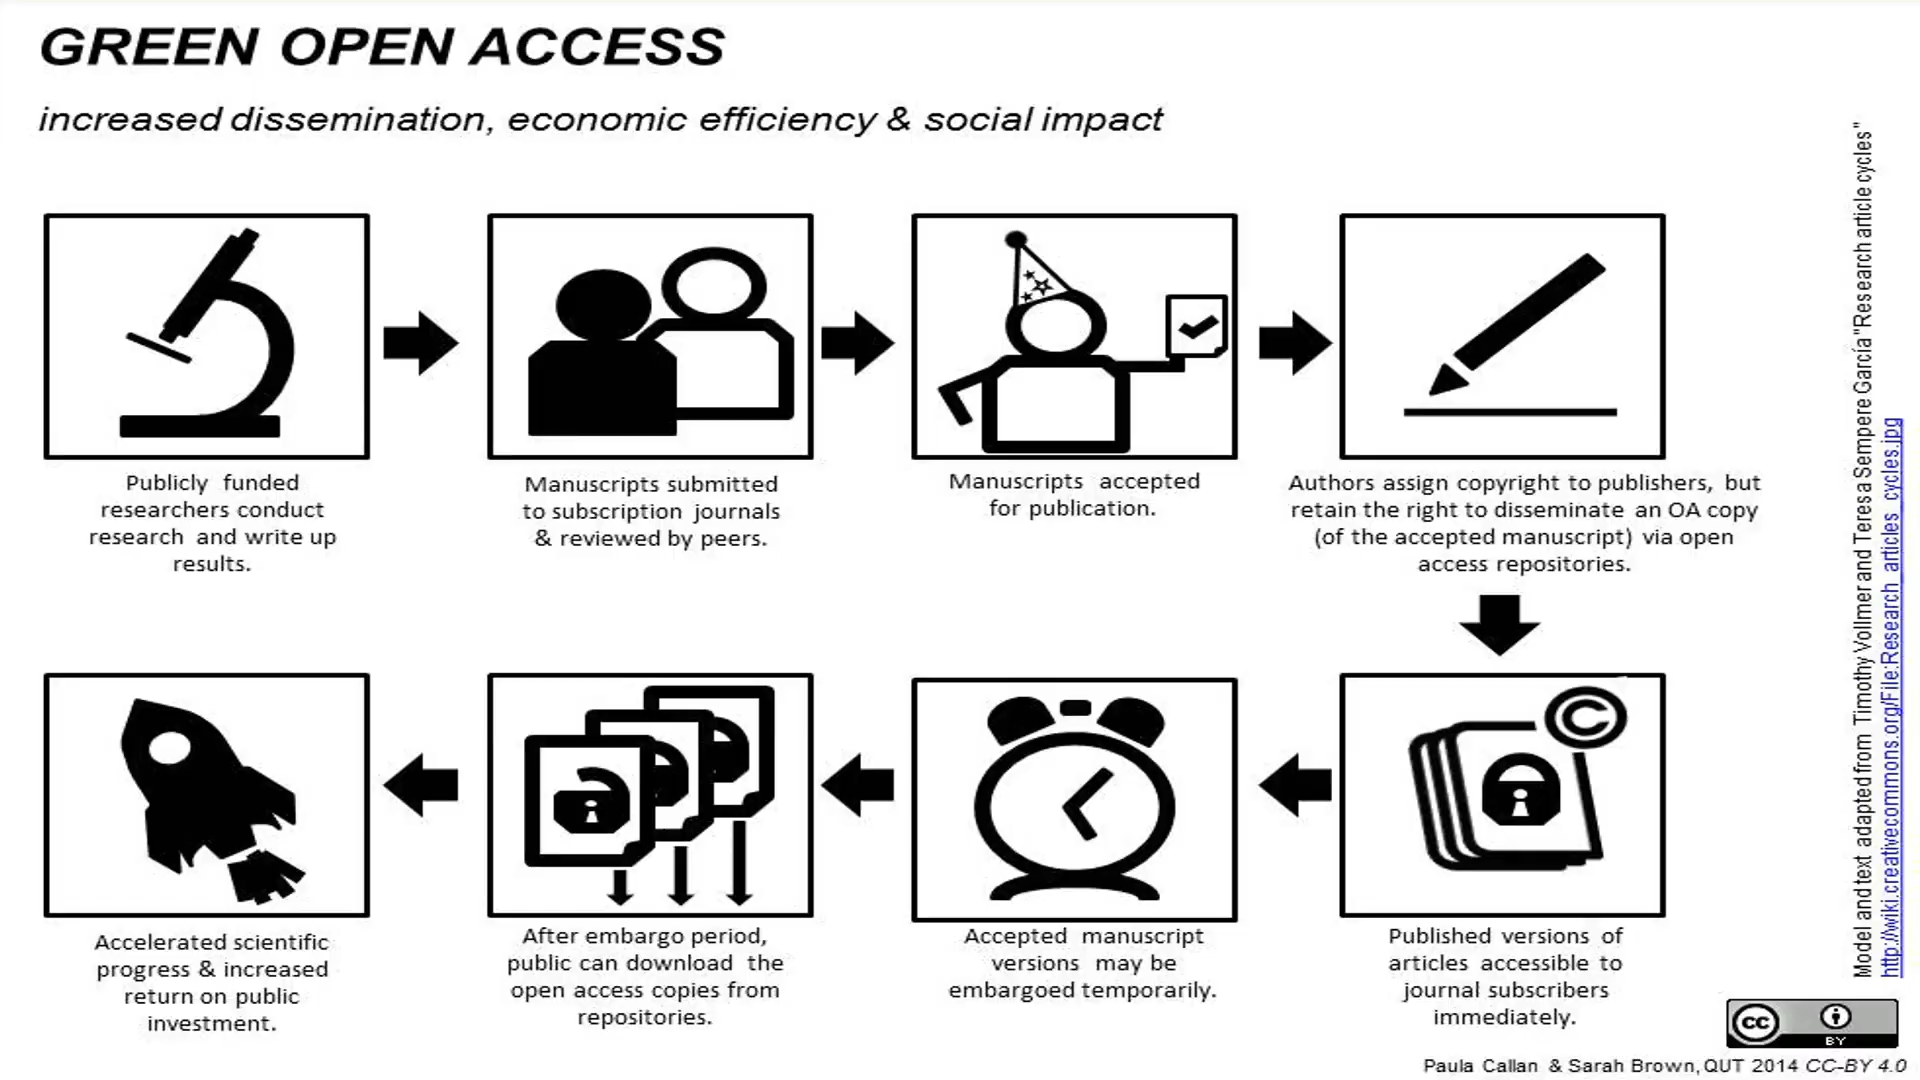 GREEN OPEN ACCESS
increased dissemination, economic efficiency & social impact
Publicly funded
researchers conduct
research and write up
results.
Manuscripts submitted
to subscription journals
& reviewed by peers.
Manuscripts accepted
for publication.
Authors assign copyright to publishers, but
retain the right to disseminate an OA copy
(of the accepted manuscript) via open
access repositories.
Published versions of
articles accessible to
journal subscribers
immediately.
Accepted manuscript
versions may be
embargoed temporarily.
After embargo period,
public can download the
open access copies from
repositories.
Accelerated scientific
progress & increased
return on public
investment.
Model and text adapted from Timothy Vollmer and Teresa Sempere García "Research article cycles"
http://wiki.creativecommons.org/File:Research_articles_cycles.jpg
cc
BY
Paula Callan & Sarah Brown, QUT 2014 CC-BY 4.0